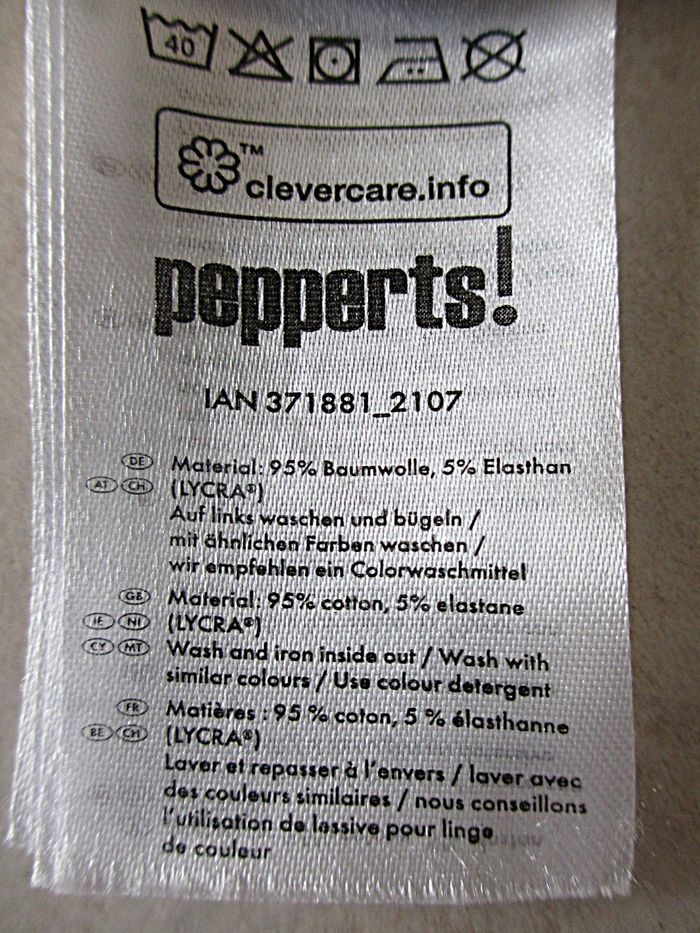 40
™
clevercare.info
pepperts!
IAN 371881_2107
DE Material: 95% Baumwolle, 5% Elasthan
AT CH (LYCRA®)
Auf links waschen und bügeln /
mit ähnlichen Farben waschen /
wir empfehlen ein Colorwaschmittel
GB Material: 95% cotton, 5% elastane
IE NI (LYCRA®)
CY MT Wash and iron inside out / Wash with
similar colours / Use colour detergent
FR Matières : 95 % coton, 5 % élasthanne
BE CH (LYCRA®)
Laver et repasser à l'envers / laver avec
des couleurs similaires / nous conseillons
l'utilisation de lessive pour linge
de couleur